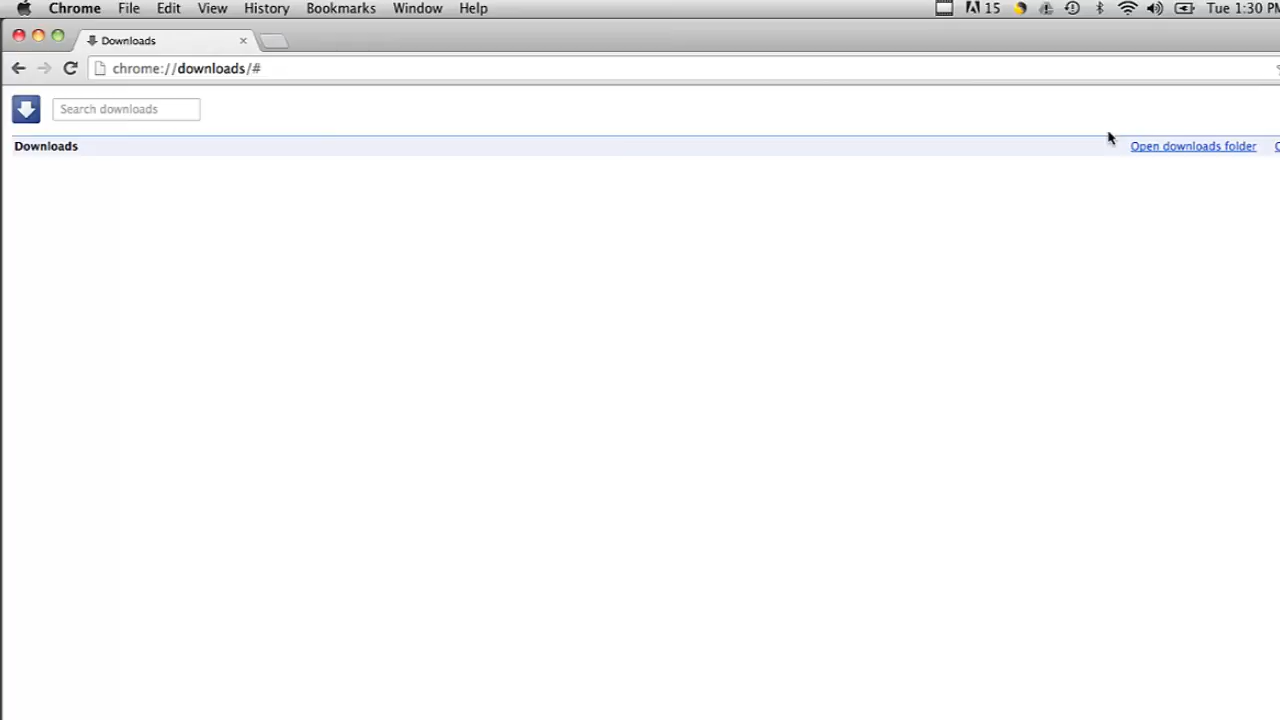 Chrome File Edit View History Bookmarks Window Help 15 Tue 1:30 PM
Downloads
chrome://downloads/#
Search downloads
Downloads Open downloads folder